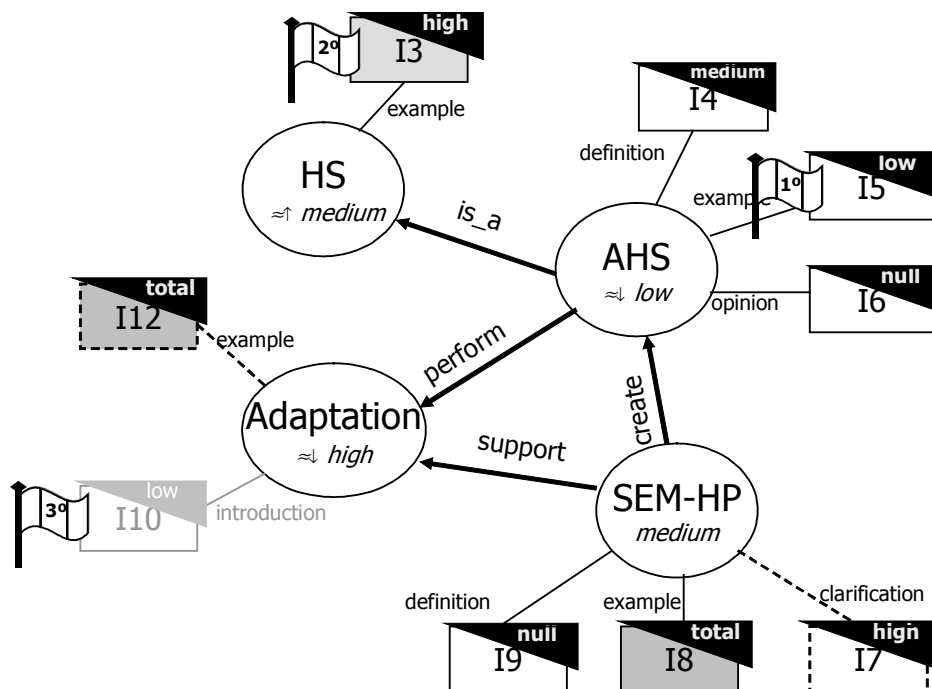 high
2º
I3
example
HS
≈↑ medium
medium
I4
definition
low
1º
I5
example
is_a
AHS
≈↓ low
null
I6
opinion
total
I12
example
perform
create
Adaptation
≈↓ high
support
SEM-HP
medium
low
3º
I10
introduction
definition
example
clarification
null
I9
total
I8
high
I7